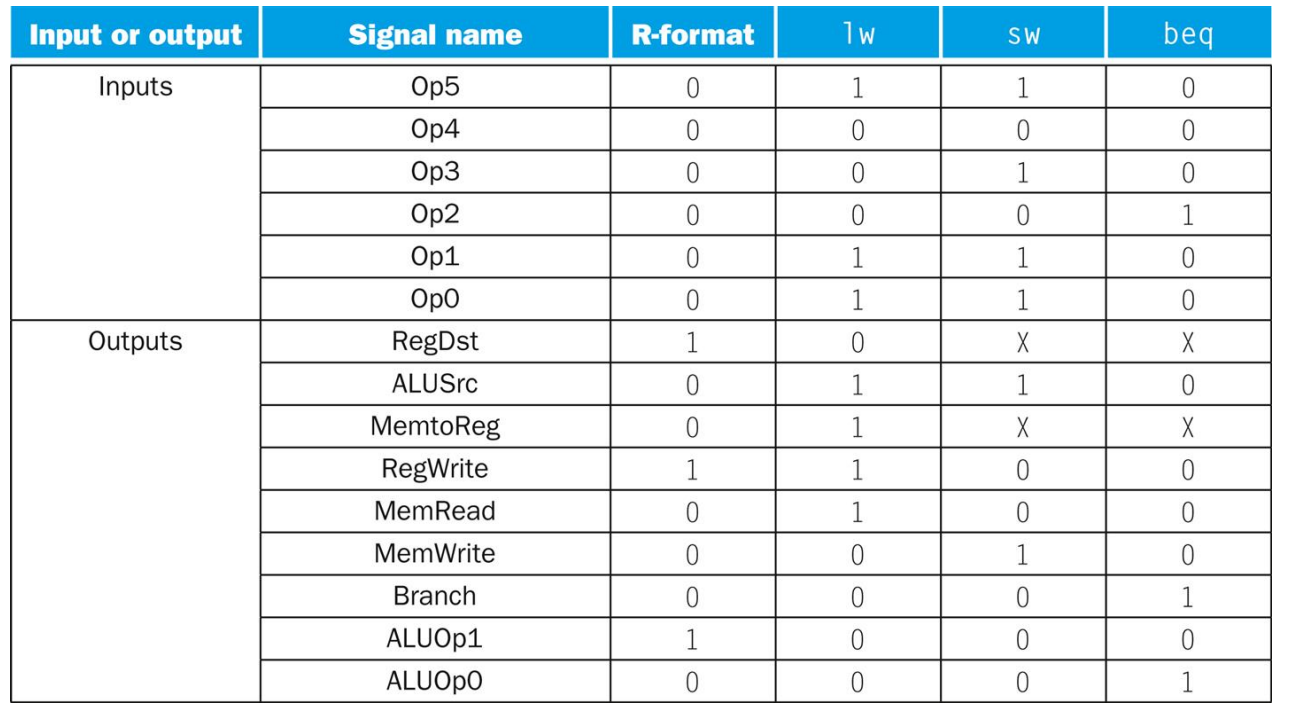 Input or output Signal name R-format lw sw beq
Inputs Op5 0 1 1 0
Op4 0 0 0 0
Op3 0 0 1 0
Op2 0 0 0 1
Op1 0 1 1 0
Op0 0 1 1 0
Outputs RegDst 1 0 X X
ALUSrc 0 1 1 0
MemtoReg 0 1 X X
RegWrite 1 1 0 0
MemRead 0 1 0 0
MemWrite 0 0 1 0
Branch 0 0 0 1
ALUOp1 1 0 0 0
ALUOp0 0 0 0 1